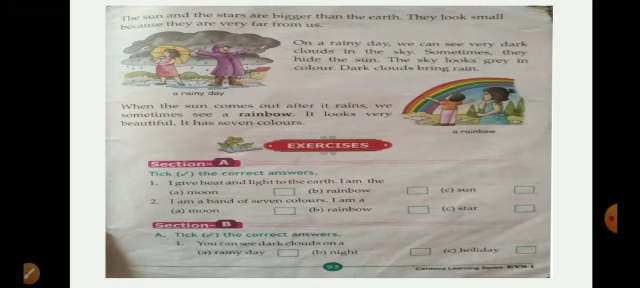 The sun and the stars are bigger than the earth. They look small
because they are very far from us.
On a rainy day, we can see very dark
clouds in the sky. Sometimes, they
hide the sun. The sky looks grey in
colour. Dark clouds bring rain.
a rainy day
When the sun comes out after it rains, we
sometimes see a rainbow. It looks very
beautiful. It has seven colours.
a rainbow
EXERCISES
Section- A
Tick (✓) the correct answers.
1. I give heat and light to the earth. I am the
(a) moon (b) rainbow (c) sun
2. I am a band of seven colours. I am a
(a) moon (b) rainbow (c) star
Section- B
A. Tick (✓) the correct answers.
1. You can see dark clouds on a
(a) rainy day (b) night (c) holiday
93
Cordova Learning Series EVS 1